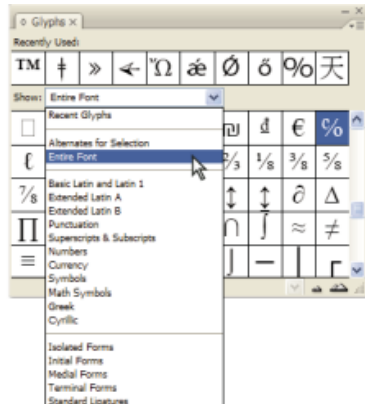 Glyphs ×
Recently Used:
TM ‡ » Ὢ ǽ Ǿ ő % 天
Show: Entire Font
Recent Glyphs
Alternates for Selection
Entire Font
Basic Latin and Latin 1
Extended Latin A
Extended Latin B
Punctuation
Superscripts & Subscripts
Numbers
Currency
Symbols
Math Symbols
Greek
Cyrillic
Isolated Forms
Initial Forms
Medial Forms
Terminal Forms
Standard Ligatures
₪ ₫ € ℅
ℓ ⅔ ⅛ ⅜ ⅝
⅞ ↕ ↨ ∂ ∆
∏ ∩ ∫ ≈ ≠
≡ ⌡ ─ │ ┌